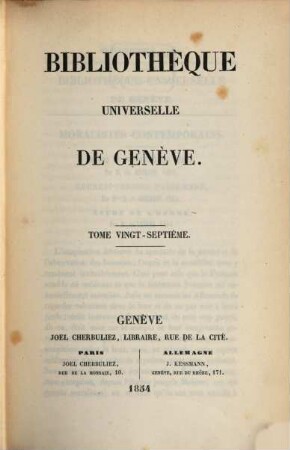 BIBLIOTHÈQUE
UNIVERSELLE
DE GENÈVE.
TOME VINGT-SEPTIÈME.
GENÈVE
JOEL CHERBULIEZ, LIBRAIRE, RUE DE LA CITÉ.
PARIS
JOEL CHERBULIEZ,
RUE DE LA MONNAIE, 10.
ALLEMAGNE
J. KESSMANN,
GENÈVE, RUE DU RHÔNE, 171.
1854